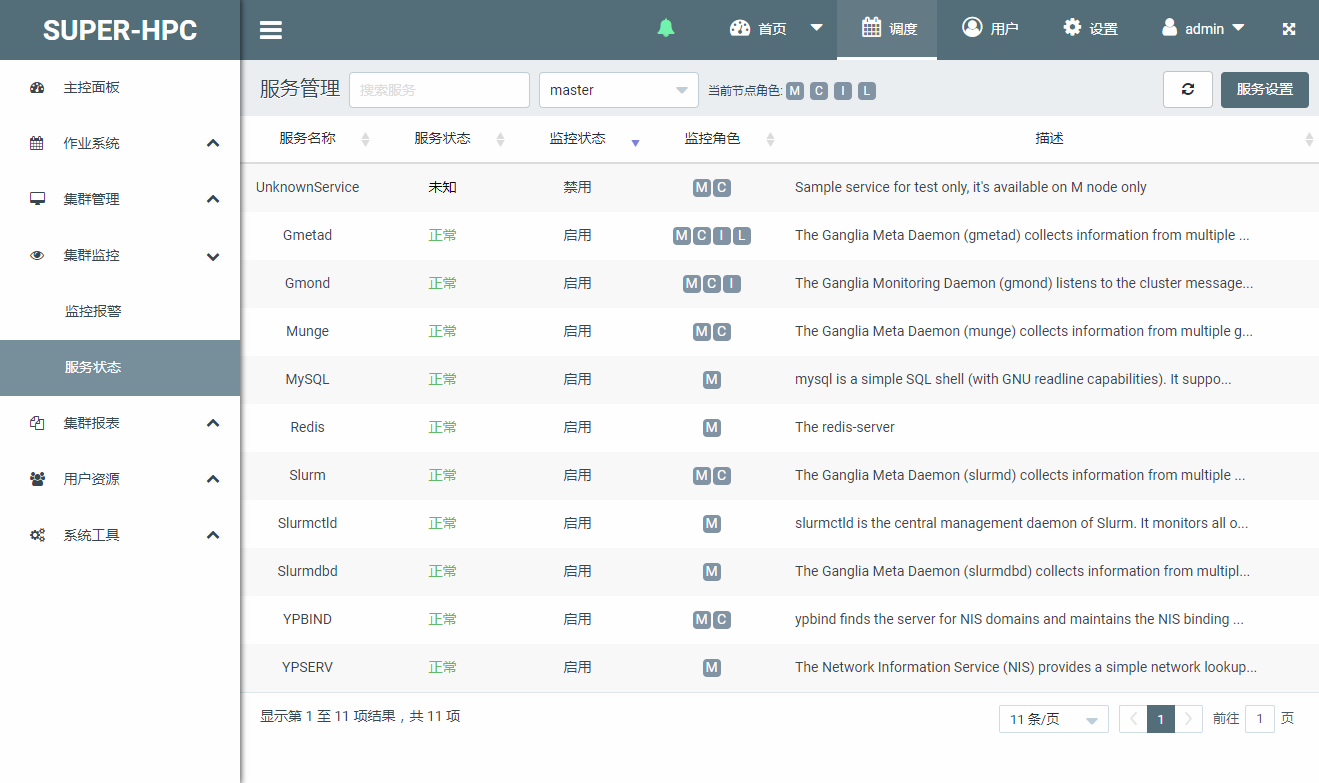 SUPER-HPC
首页
调度
用户
设置
admin
主控面板
作业系统
集群管理
集群监控
监控报警
服务状态
集群报表
用户资源
系统工具
服务管理 搜索服务 master 当前节点角色: M C I L 服务设置
服务名称 服务状态 监控状态 监控角色 描述
UnknownService 未知 禁用 M C Sample service for test only, it's available on M node only
Gmetad 正常 启用 M C I L The Ganglia Meta Daemon (gmetad) collects information from multiple ...
Gmond 正常 启用 M C I The Ganglia Monitoring Daemon (gmond) listens to the cluster message...
Munge 正常 启用 M C The Ganglia Meta Daemon (munge) collects information from multiple g...
MySQL 正常 启用 M mysql is a simple SQL shell (with GNU readline capabilities). It suppo...
Redis 正常 启用 M The redis-server
Slurm 正常 启用 M C The Ganglia Meta Daemon (slurmd) collects information from multiple ...
Slurmctld 正常 启用 M slurmctld is the central management daemon of Slurm. It monitors all o...
Slurmdbd 正常 启用 M The Ganglia Meta Daemon (slurmdbd) collects information from multipl...
YPBIND 正常 启用 M C ypbind finds the server for NIS domains and maintains the NIS binding ...
YPSERV 正常 启用 M The Network Information Service (NIS) provides a simple network lookup...
显示第 1 至 11 项结果，共 11 项 11 条/页 1 前往 1 页